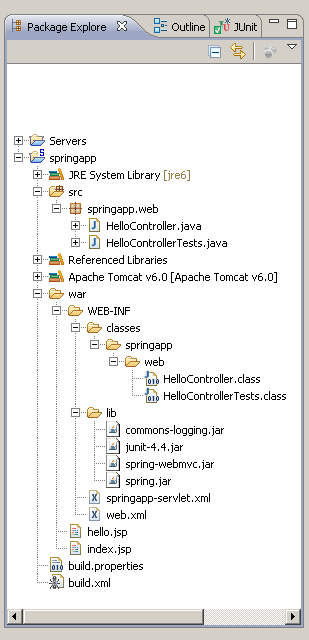 Package Explore Outline JUnit
Servers
springapp
JRE System Library [jre6]
src
springapp.web
HelloController.java
HelloControllerTests.java
Referenced Libraries
Apache Tomcat v6.0 [Apache Tomcat v6.0]
war
WEB-INF
classes
springapp
web
HelloController.class
HelloControllerTests.class
lib
commons-logging.jar
junit-4.4.jar
spring-webmvc.jar
spring.jar
springapp-servlet.xml
web.xml
hello.jsp
index.jsp
build.properties
build.xml